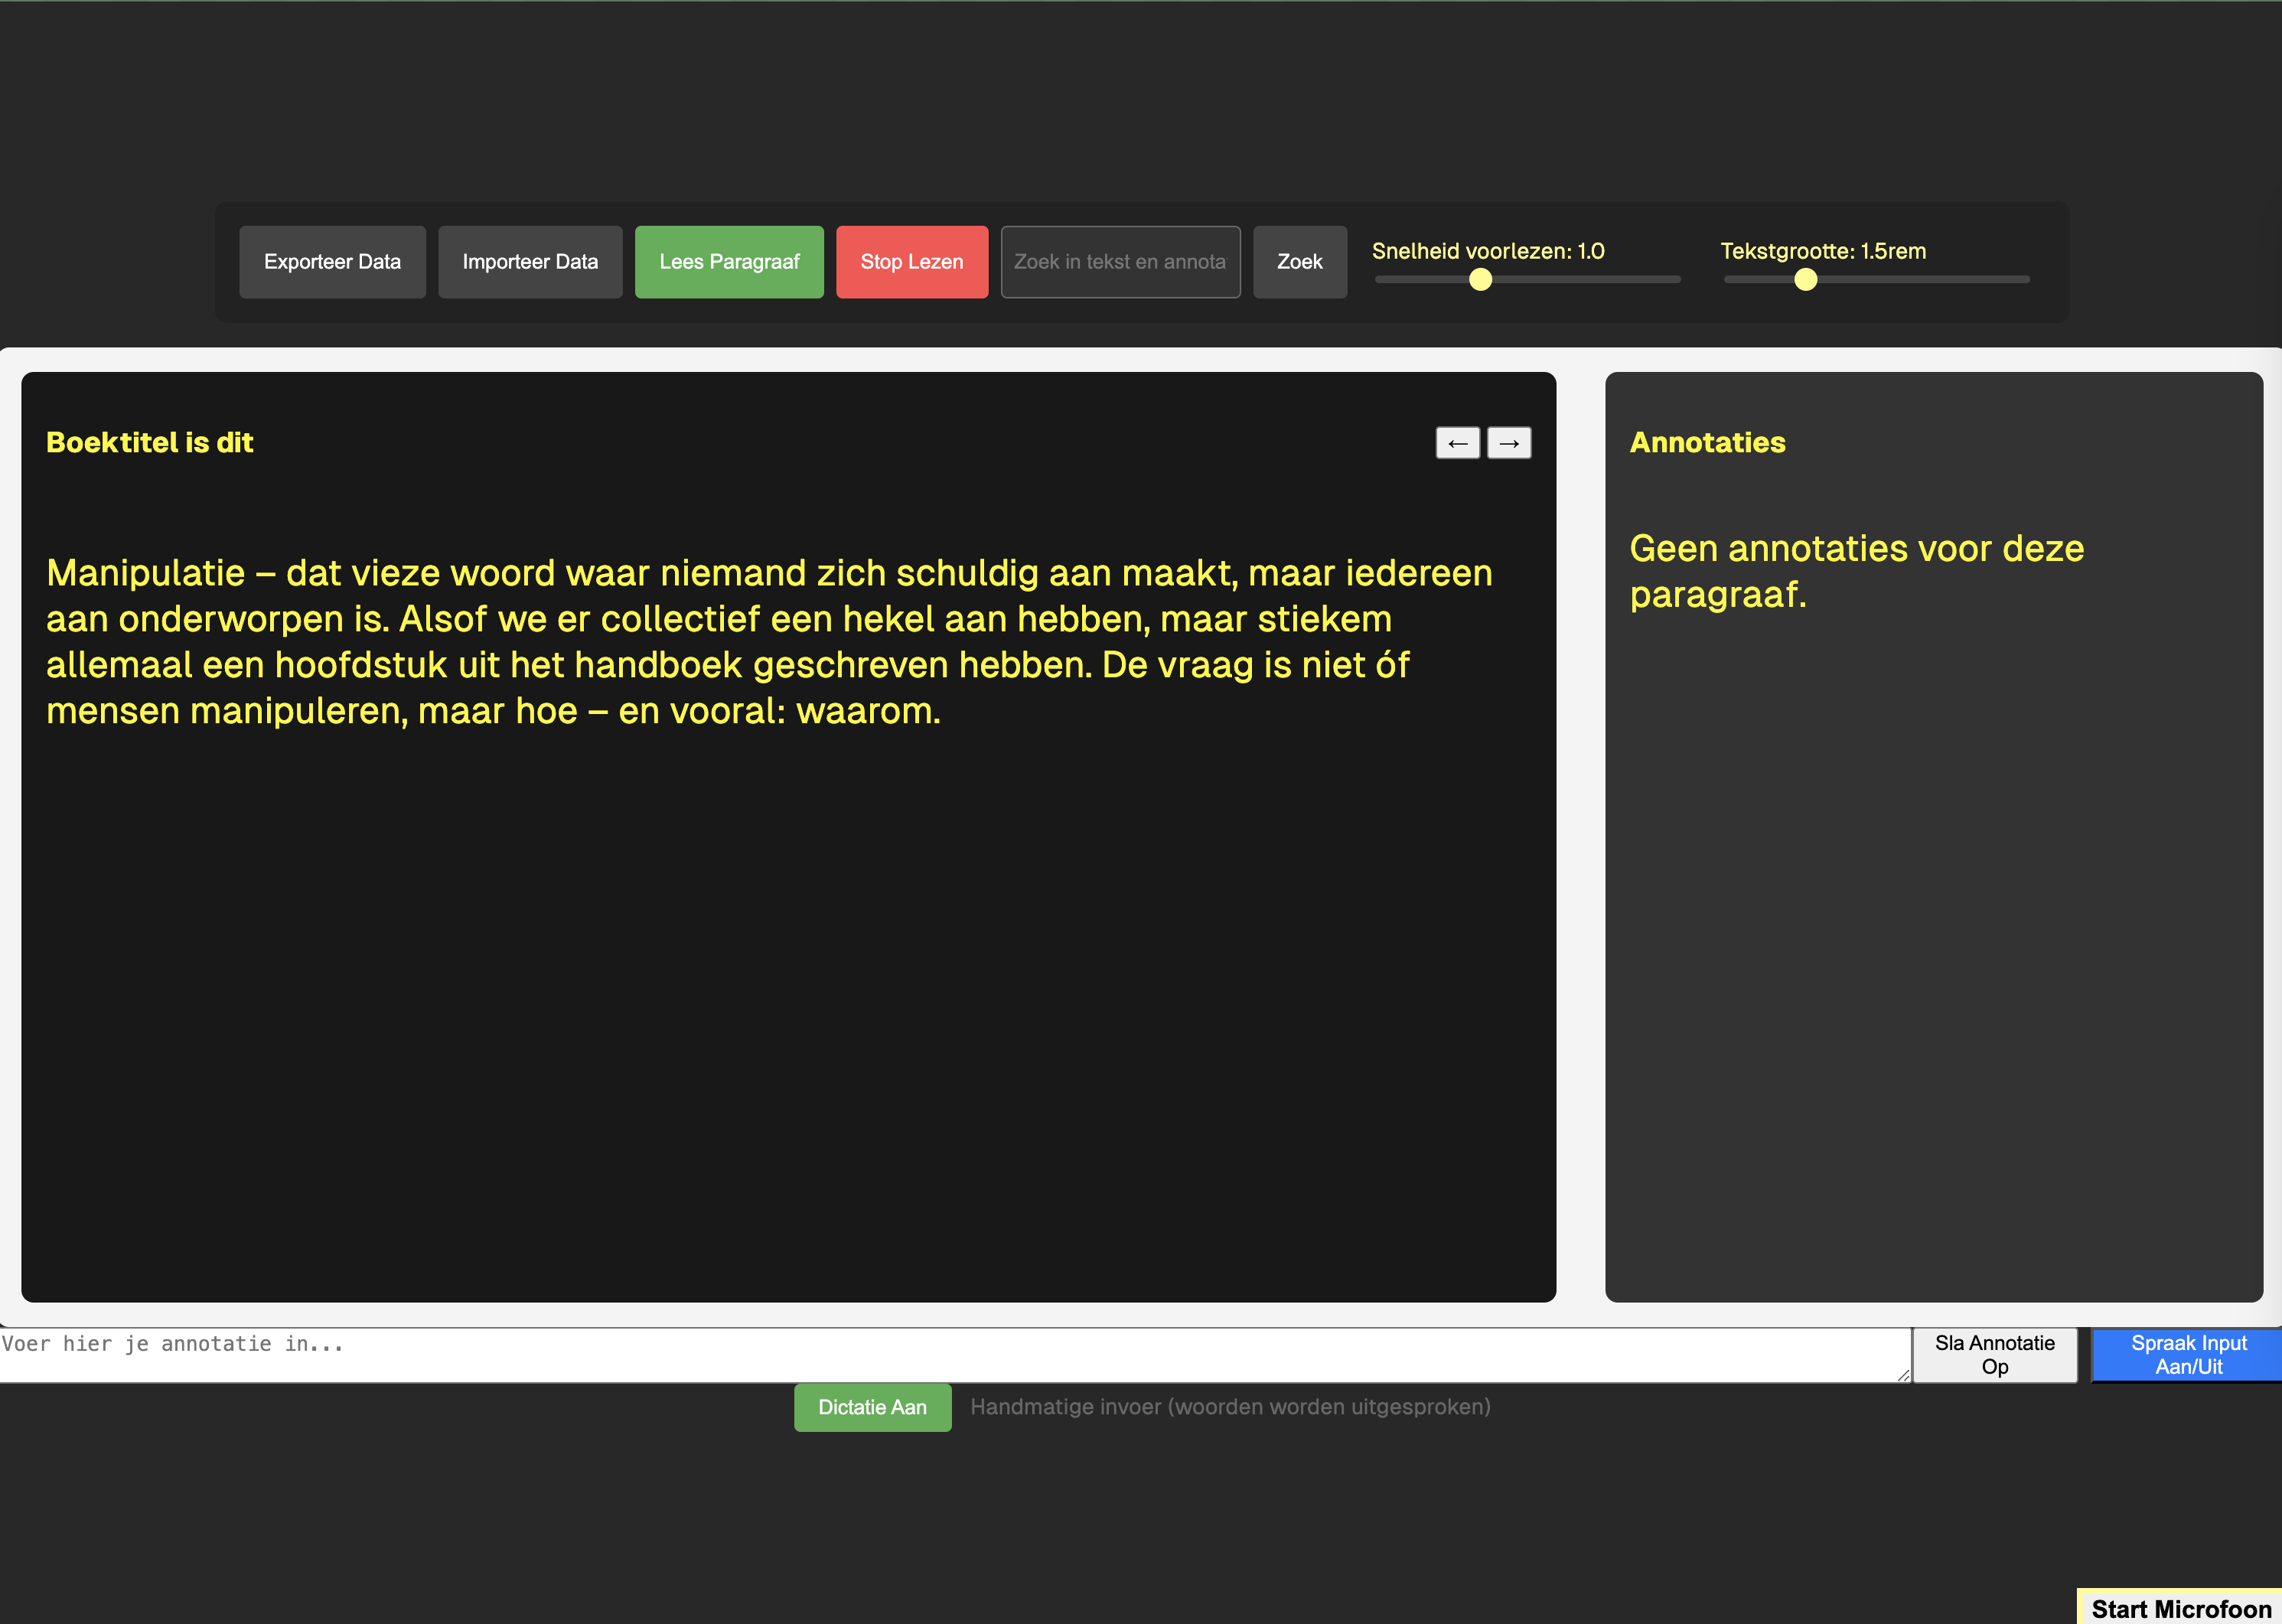 Exporteer Data
Importeer Data
Lees Paragraaf
Stop Lezen
Zoek in tekst en annota
Zoek
Snelheid voorlezen: 1.0
Tekstgrootte: 1.5rem
Boektitel is dit
← →
Manipulatie – dat vieze woord waar niemand zich schuldig aan maakt, maar iedereen
aan onderworpen is. Alsof we er collectief een hekel aan hebben, maar stiekem
allemaal een hoofdstuk uit het handboek geschreven hebben. De vraag is niet óf
mensen manipuleren, maar hoe – en vooral: waarom.
Annotaties
Geen annotaties voor deze
paragraaf.
Voer hier je annotatie in...
Sla Annotatie
Op
Spraak Input
Aan/Uit
Dictatie Aan
Handmatige invoer (woorden worden uitgesproken)
Start Microfoon